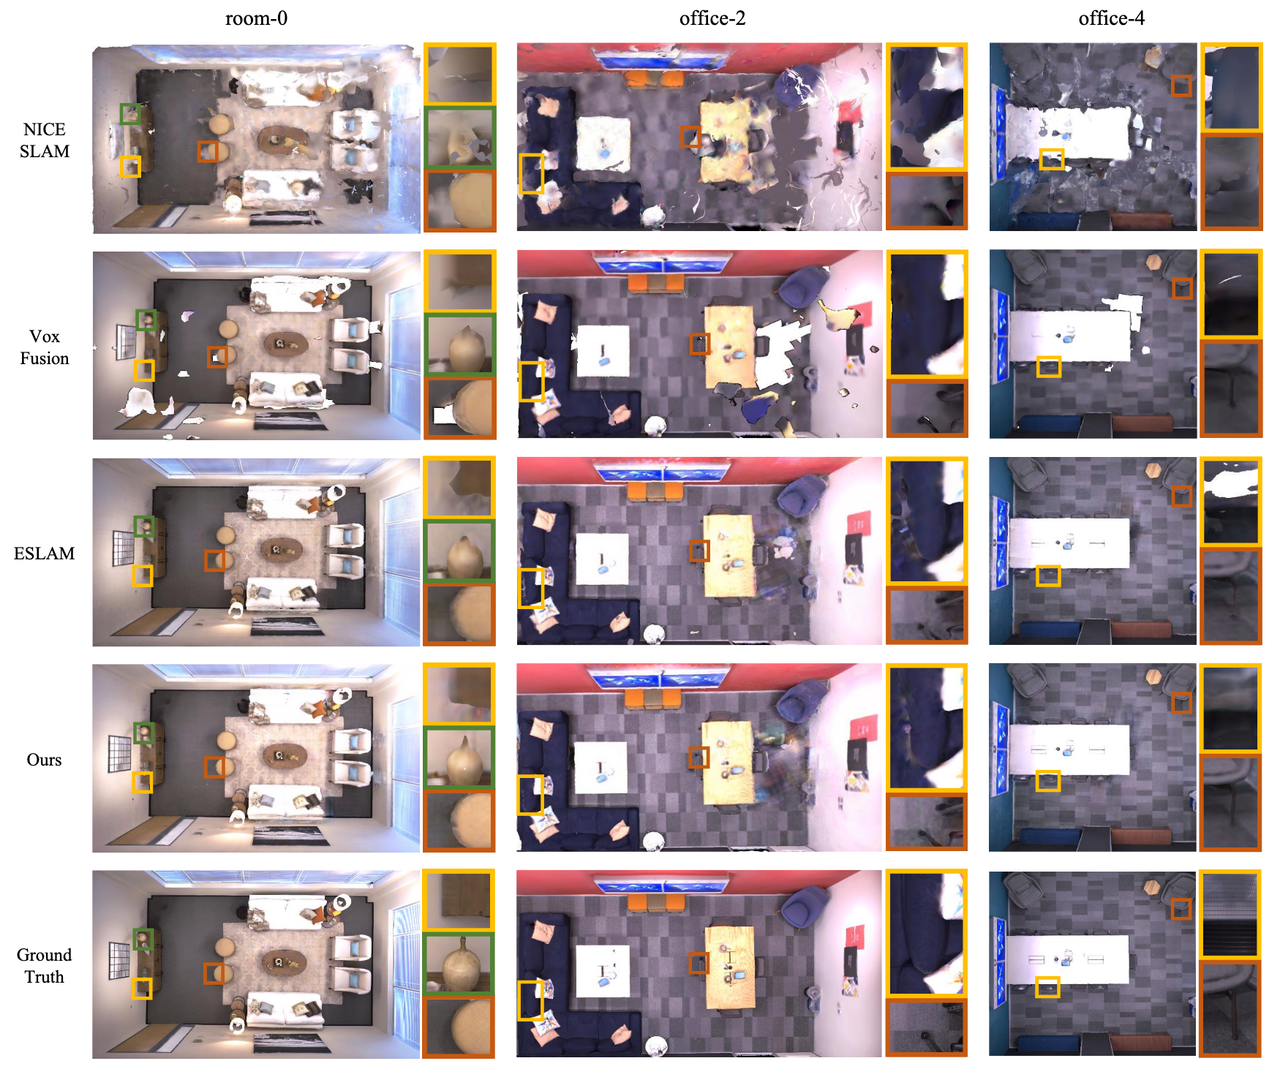 room-0
office-2
office-4
NICE
SLAM
Vox
Fusion
ESLAM
Ours
Ground
Truth